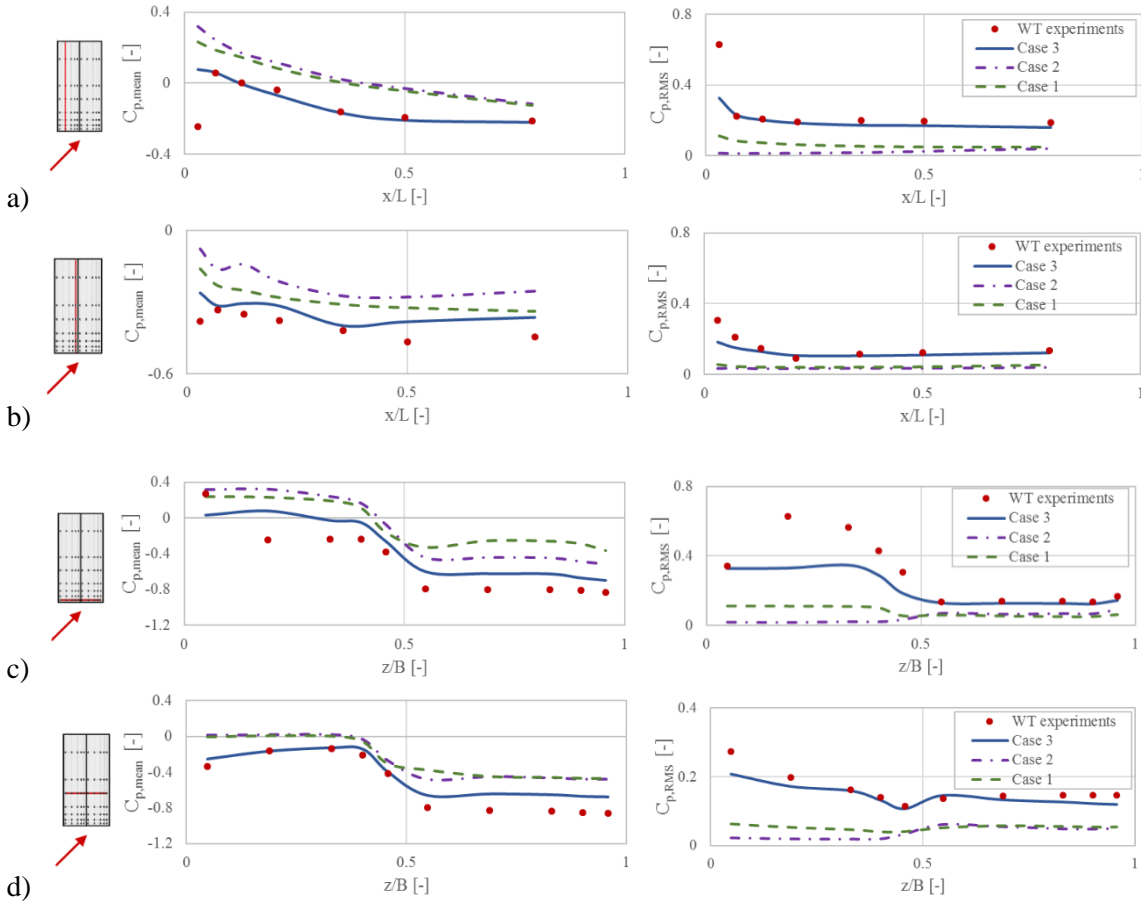 a)
C_p,mean [-]
0.4
0
-0.4
0
0.5
1
x/L [-]
C_p,RMS [-]
0.8
0.4
0
0
0.5
1
x/L [-]
WT experiments
Case 3
Case 2
Case 1
b)
C_p,mean [-]
0
-0.6
0
0.5
1
x/L [-]
C_p,RMS [-]
0.8
0.4
0
0
0.5
1
x/L [-]
WT experiments
Case 3
Case 2
Case 1
c)
C_p,mean [-]
0.4
0
-0.4
-0.8
-1.2
0
0.5
1
z/B [-]
C_p,RMS [-]
0.8
0.4
0
0
0.5
1
z/B [-]
WT experiments
Case 3
Case 2
Case 1
d)
C_p,mean [-]
0.4
0
-0.4
-0.8
-1.2
0
0.5
1
z/B [-]
C_p,RMS [-]
0.4
0.2
0
0
0.5
1
z/B [-]
WT experiments
Case 3
Case 2
Case 1